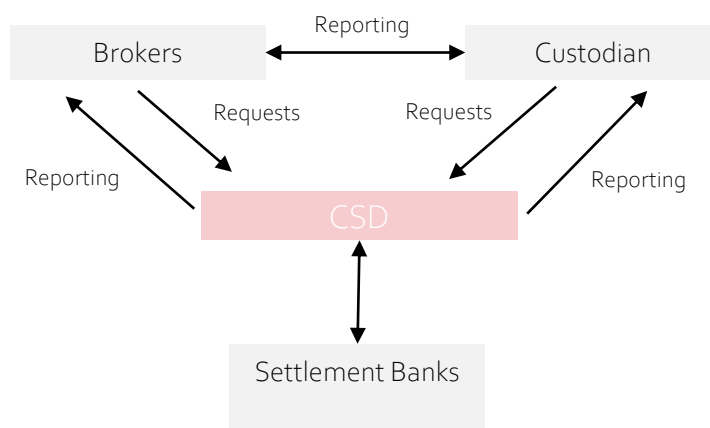 Reporting
Brokers
Custodian
Requests
Requests
Reporting
Reporting
CSD
Settlement Banks